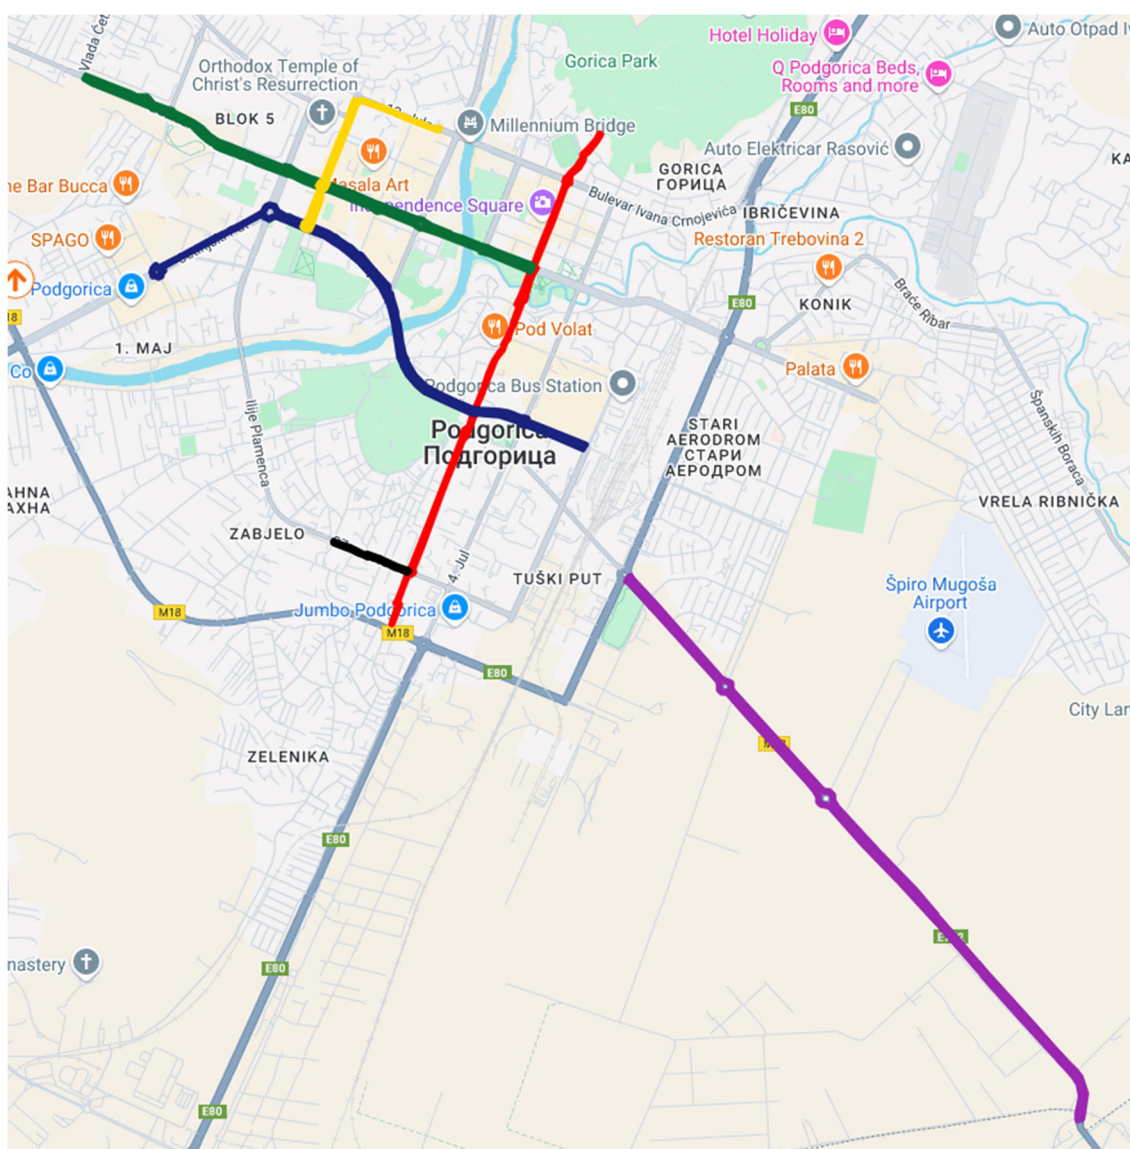 Hotel Holiday
Auto Otpad
Vlada Ćet
Orthodox Temple of
Christ's Resurrection
Gorica Park
Q Podgorica Beds,
Rooms and more
E80
BLOK 5
Millennium Bridge
Auto Elektricar Rasović
KA
ne Bar Bucca
Masala Art
GORICA
ГОРИЦА
Independence Square
Bulevar Ivana Crnojevića
IBRIČEVINA
SPAGO
Restoran Trebovina 2
Podgorica
E80
KONIK
Braće Ribar
18
Pod Volat
1. MAJ
Co
Podgorica Bus Station
Palata
Ilije Plamenca
Španskih Boraca
Podgorica
Подгорица
STARI
AERODROM
СТАРИ
АЕРОДРОМ
AHNA
АХНА
VRELA RIBNIČKA
ZABJELO
4. Jul
TUŠKI PUT
Špiro Mugoša
Airport
M18
Jumbo Podgorica
M18
E80
City Lan
ZELENIKA
E80
E80
nastery
E80